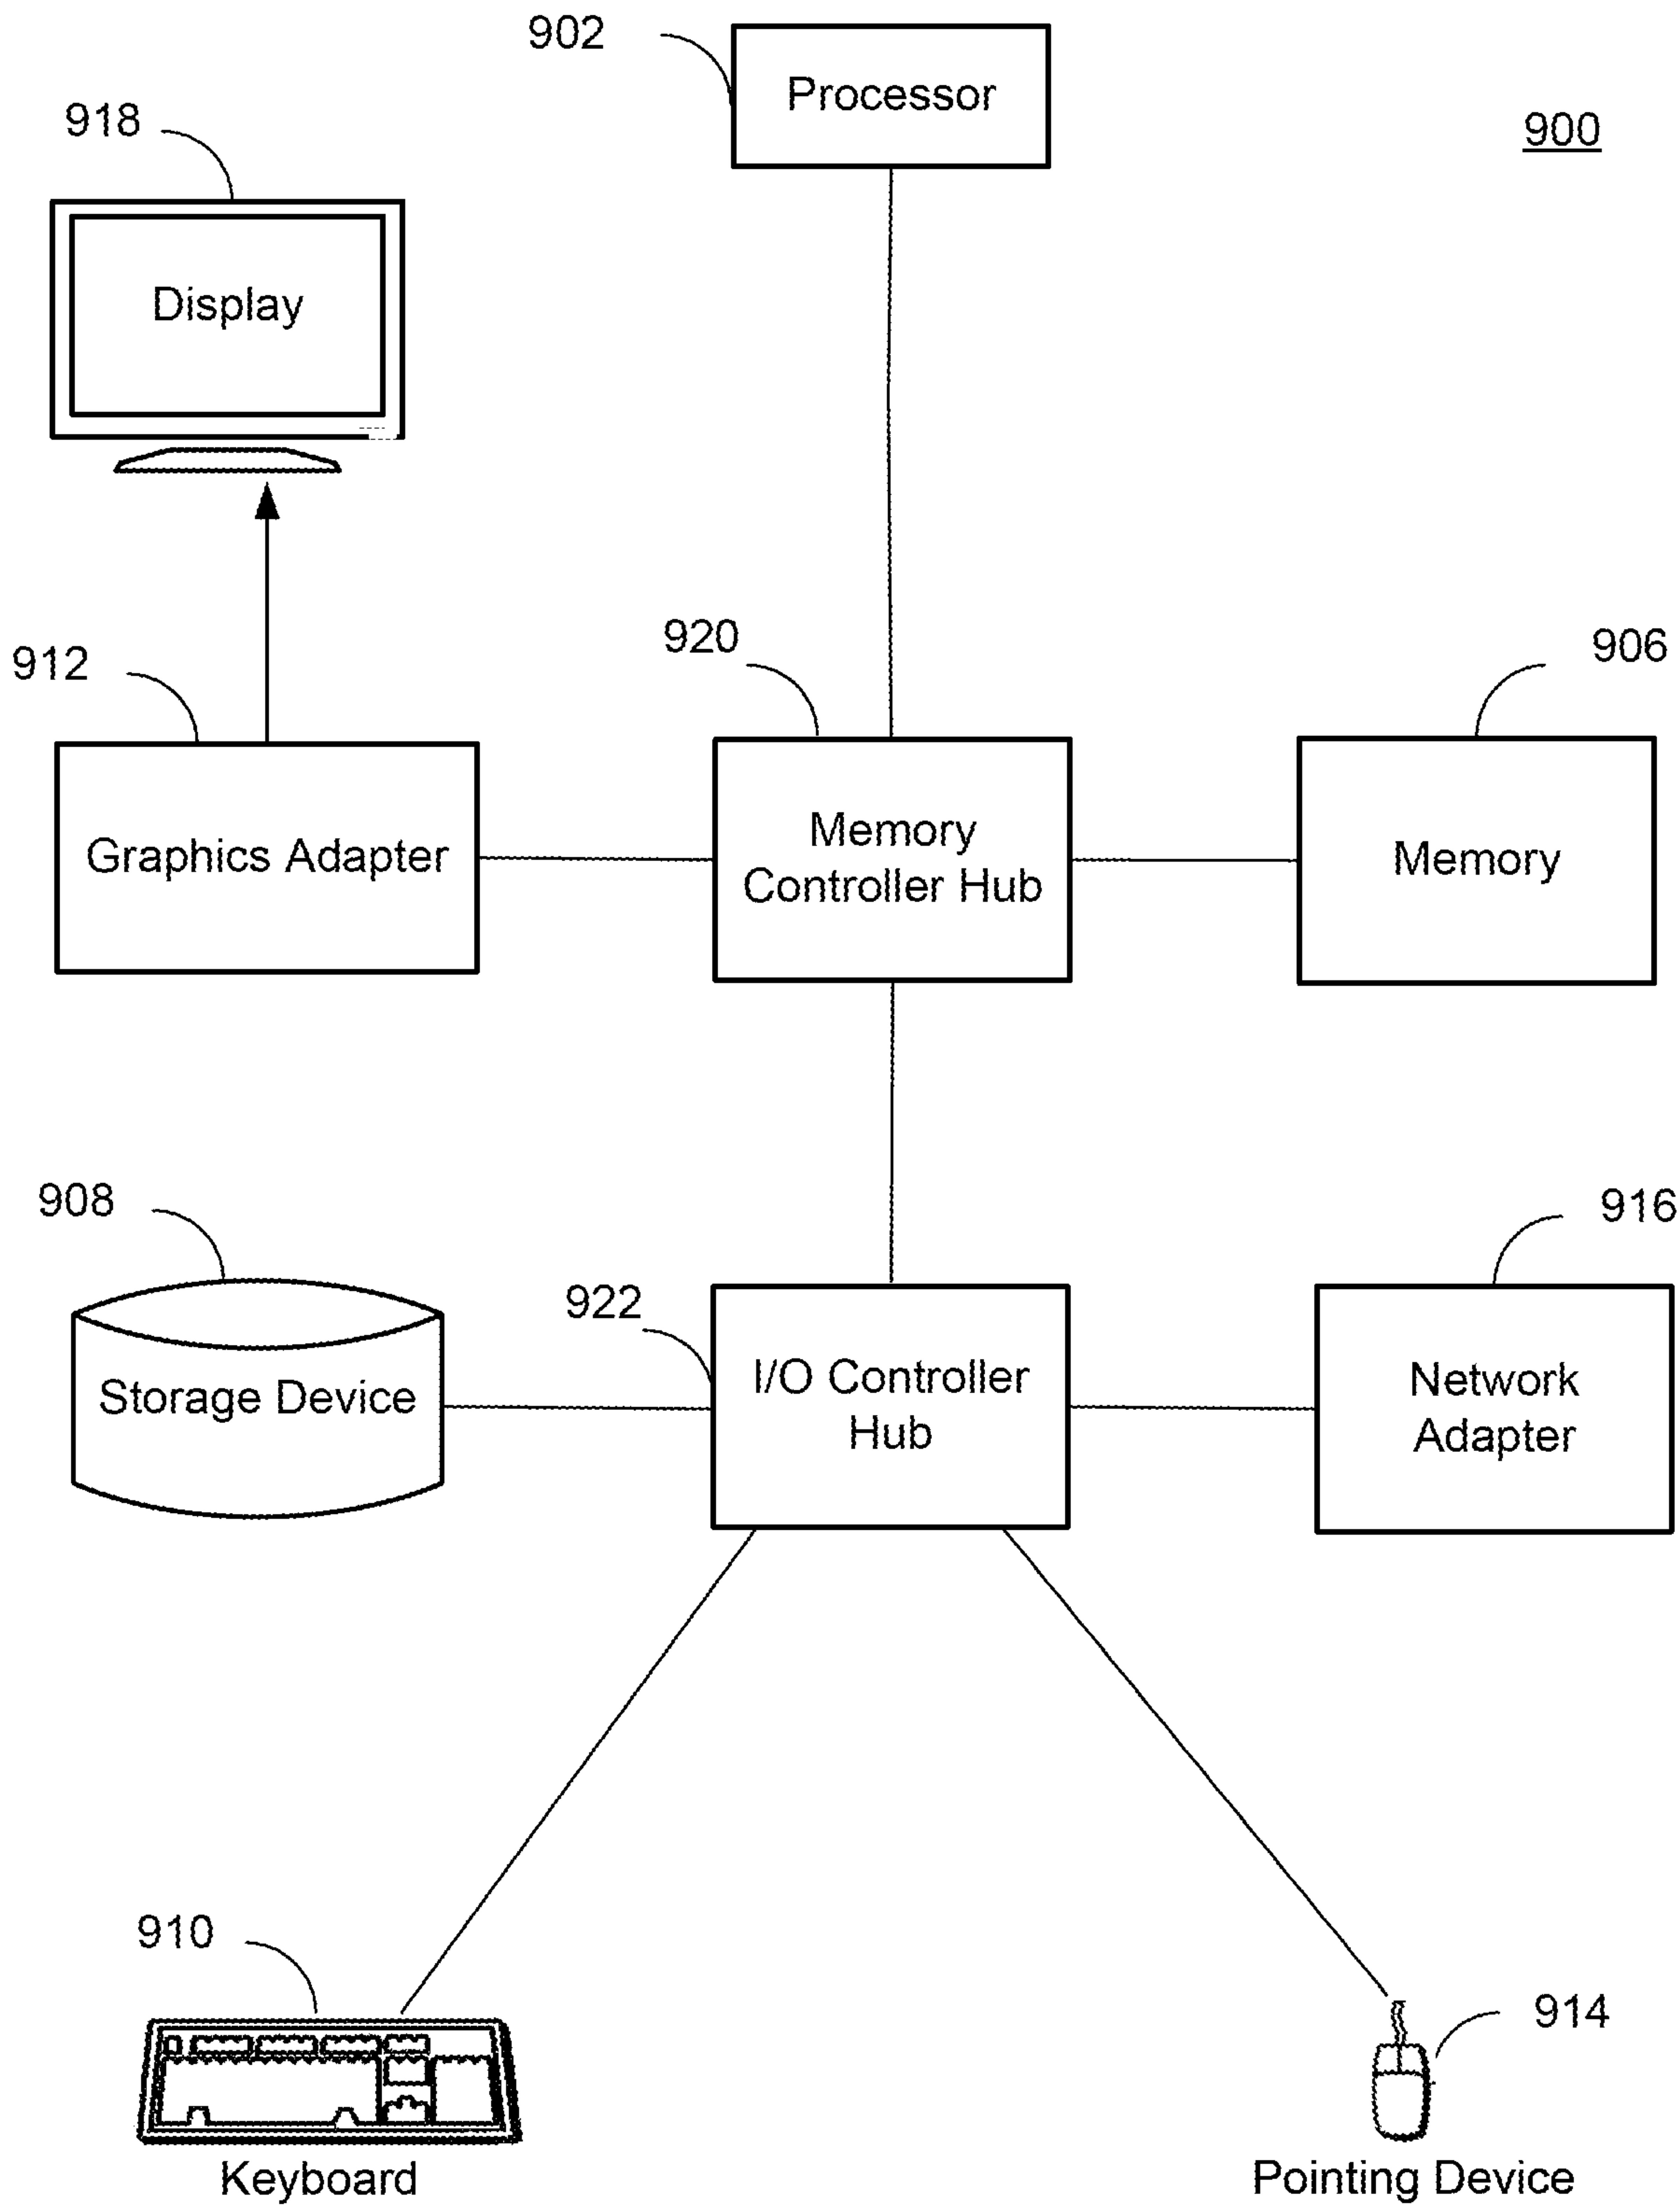 902
Processor
900
918
Display
920
906
912
Memory
Controller Hub
Graphics Adapter
Memory
908
916
922
I/O Controller
Hub
Storage Device
Network
Adapter
910
914
Keyboard
Pointing Device